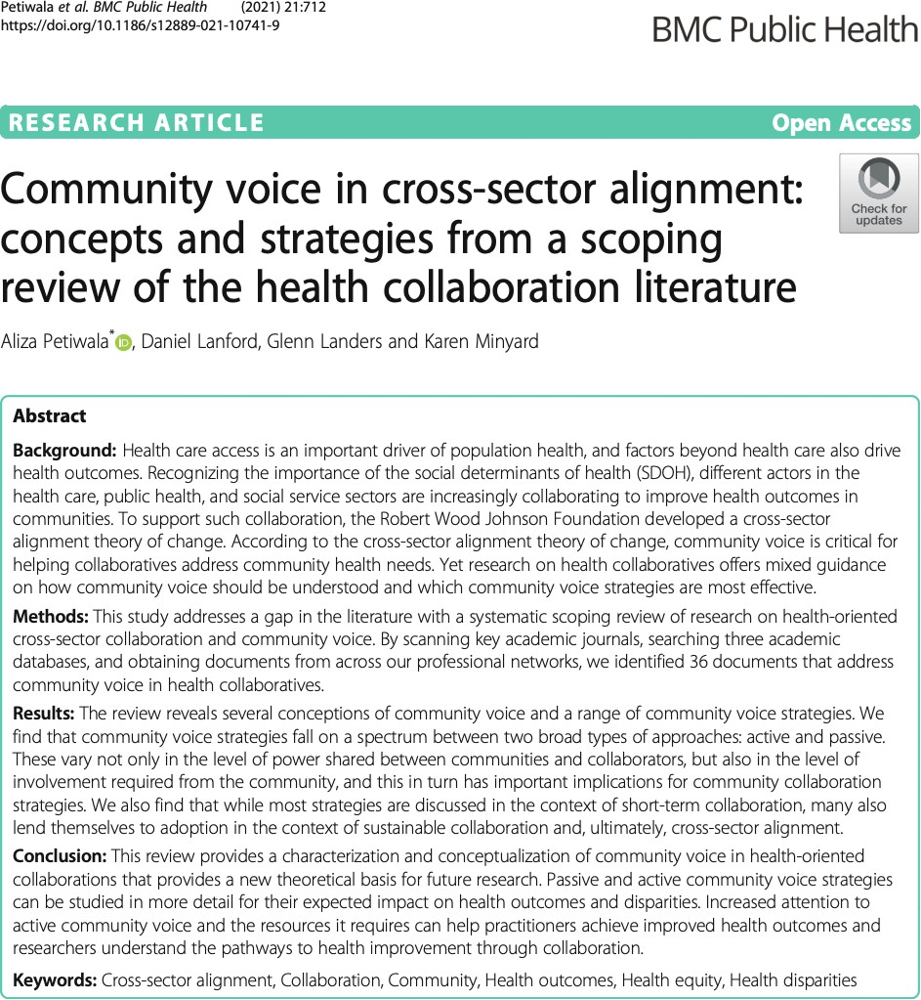 Petiwala et al. BMC Public Health (2021) 21:712
https://doi.org/10.1186/s12889-021-10741-9
BMC Public Health
RESEARCH ARTICLE
Open Access
Community voice in cross-sector alignment:
concepts and strategies from a scoping
review of the health collaboration literature
Check for
updates
Aliza Petiwala* iD, Daniel Lanford, Glenn Landers and Karen Minyard
Abstract
Background: Health care access is an important driver of population health, and factors beyond health care also drive
health outcomes. Recognizing the importance of the social determinants of health (SDOH), different actors in the
health care, public health, and social service sectors are increasingly collaborating to improve health outcomes in
communities. To support such collaboration, the Robert Wood Johnson Foundation developed a cross-sector
alignment theory of change. According to the cross-sector alignment theory of change, community voice is critical for
helping collaboratives address community health needs. Yet research on health collaboratives offers mixed guidance
on how community voice should be understood and which community voice strategies are most effective.
Methods: This study addresses a gap in the literature with a systematic scoping review of research on health-oriented
cross-sector collaboration and community voice. By scanning key academic journals, searching three academic
databases, and obtaining documents from across our professional networks, we identified 36 documents that address
community voice in health collaboratives.
Results: The review reveals several conceptions of community voice and a range of community voice strategies. We
find that community voice strategies fall on a spectrum between two broad types of approaches: active and passive.
These vary not only in the level of power shared between communities and collaborators, but also in the level of
involvement required from the community, and this in turn has important implications for community collaboration
strategies. We also find that while most strategies are discussed in the context of short-term collaboration, many also
lend themselves to adoption in the context of sustainable collaboration and, ultimately, cross-sector alignment.
Conclusion: This review provides a characterization and conceptualization of community voice in health-oriented
collaborations that provides a new theoretical basis for future research. Passive and active community voice strategies
can be studied in more detail for their expected impact on health outcomes and disparities. Increased attention to
active community voice and the resources it requires can help practitioners achieve improved health outcomes and
researchers understand the pathways to health improvement through collaboration.
Keywords: Cross-sector alignment, Collaboration, Community, Health outcomes, Health equity, Health disparities